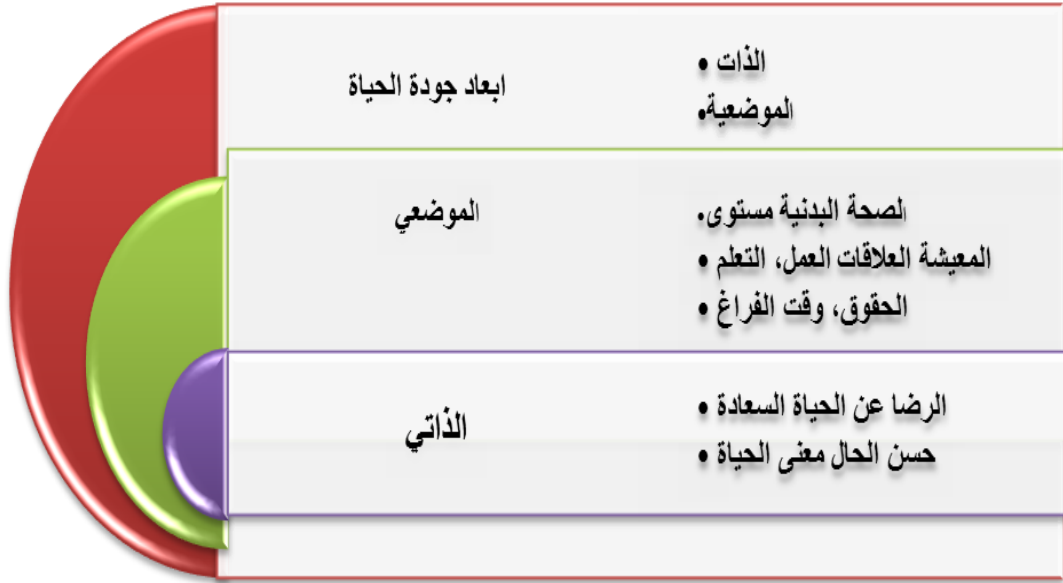 ابعاد جودة الحياة
• الذات
•الموضعية
الموضعي
.لصحة البدنية مستوى
• المعيشة العلاقات العمل، التعلم
• الحقوق، وقت الفراغ
الذاتي
• الرضا عن الحياة السعادة
• حسن الحال معنى الحياة